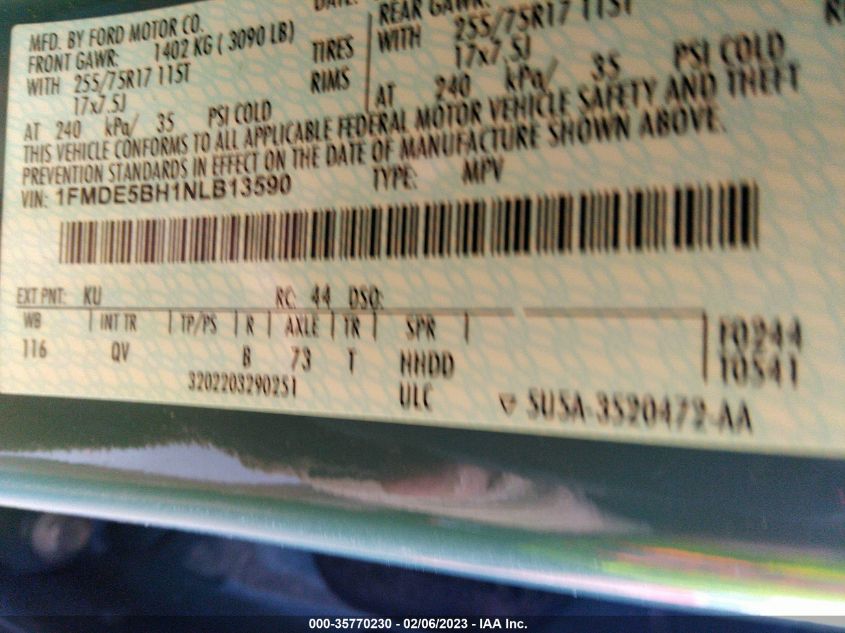 MFD. BY FORD MOTOR CO. DATE:
FRONT GAWR: 1402 KG ( 3090 LB) REAR GAWR:
WITH 255/75R17 115T TIRES WITH 255/75R17 115T
17x7.5J RIMS 17x7.5J
AT 240 kPa/ 35 PSI COLD AT 240 kPa/ 35 PSI COLD
THIS VEHICLE CONFORMS TO ALL APPLICABLE FEDERAL MOTOR VEHICLE SAFETY AND THEFT
PREVENTION STANDARDS IN EFFECT ON THE DATE OF MANUFACTURE SHOWN ABOVE.
VIN: 1FMDE5BH1NLB13590 TYPE: MPV
EXT PNT: KU RC: 44 DSO:
WB INT TR TP/PS R AXLE TR SPR F0244
116 QV B 73 T HHDD 10541
3202203290251 ULC 5U5A-3520472-AA
000-35770230 - 02/06/2023 - IAA Inc.